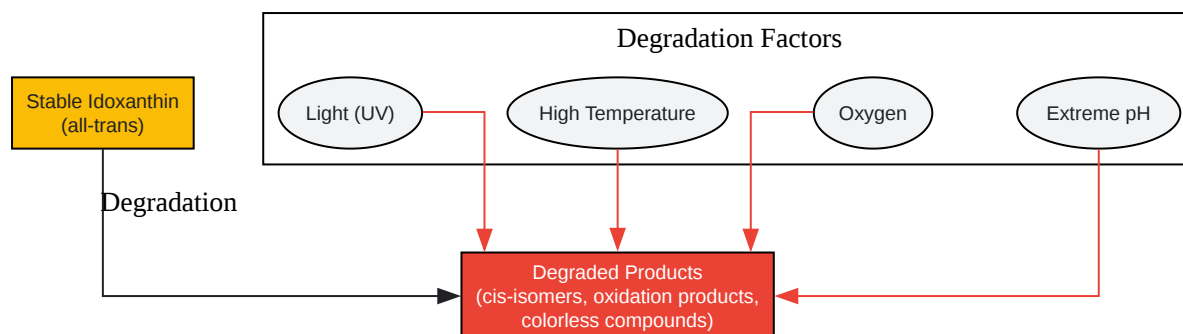 Degradation Factors
Stable Idoxanthin
(all-trans)
Light (UV)
High Temperature
Oxygen
Extreme pH
Degradation
Degraded Products
(cis-isomers, oxidation products,
colorless compounds)